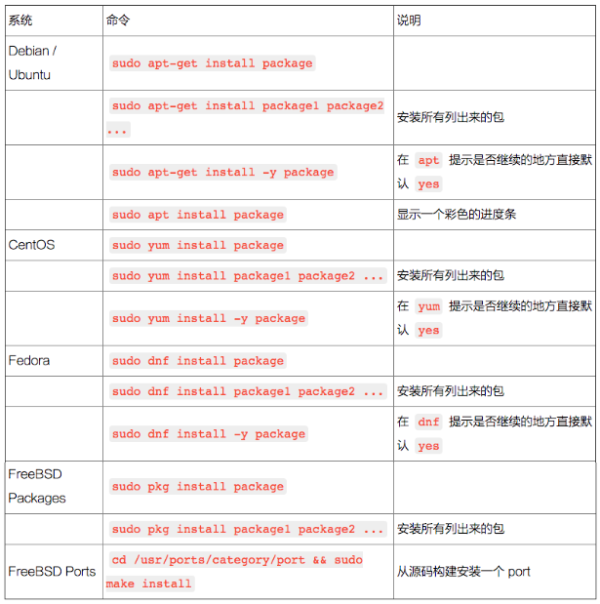 系统 命令 说明
Debian /
Ubuntu
sudo apt-get install package
sudo apt-get install package1 package2
...
安装所有列出来的包
sudo apt-get install -y package
在 apt 提示是否继续的地方直接默
认 yes
sudo apt install package 显示一个彩色的进度条
CentOS sudo yum install package
sudo yum install package1 package2 ... 安装所有列出来的包
sudo yum install -y package
在 yum 提示是否继续的地方直接默
认 yes
Fedora sudo dnf install package
sudo dnf install package1 package2 ... 安装所有列出来的包
sudo dnf install -y package
在 dnf 提示是否继续的地方直接默
认 yes
FreeBSD
Packages
sudo pkg install package
sudo pkg install package1 package2 ... 安装所有列出来的包
FreeBSD Ports
cd /usr/ports/category/port && sudo
make install
从源码构建安装一个 port